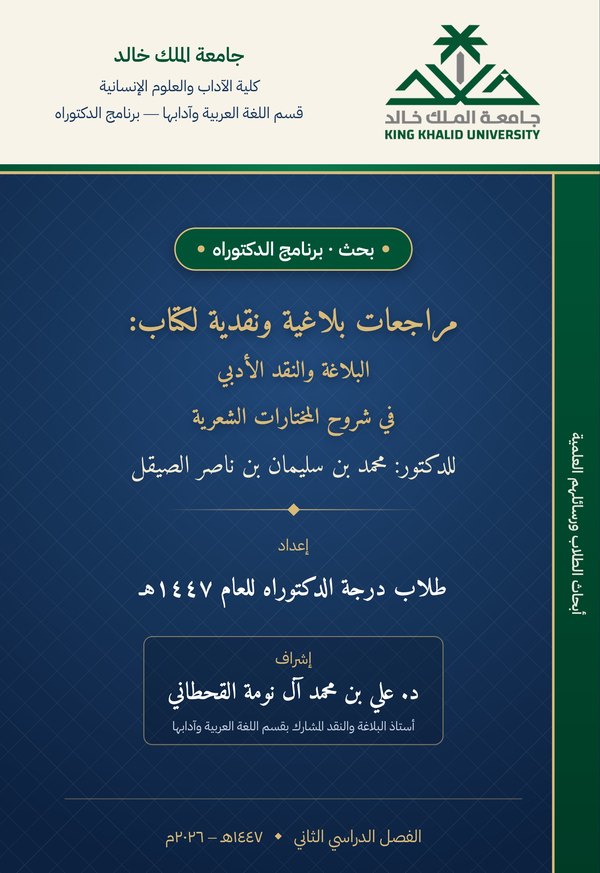 جامعة الملك خالد
كلية الآداب والعلوم الإنسانية
قسم اللغة العربية وآدابها — برنامج الدكتوراه
جامعة الملك خالد
KING KHALID UNIVERSITY
بحث · برنامج الدكتوراه
مراجعات بلاغية ونقدية لكتاب:
البلاغة والنقد الأدبي
في شروح المختارات الشعرية
للدكتور: محمد بن سليمان بن ناصر الصيقل
إعداد
طلاب درجة الدكتوراه للعام ١٤٤٧هـ
إشراف
د. علي بن محمد آل نومة القحطاني
أستاذ البلاغة والنقد المشارك بقسم اللغة العربية وآدابها
الفصل الدراسي الثاني ◆ ١٤٤٧هـ – ٢٠٢٦م
أبحاث الطلاب ورسائلهم العلمية